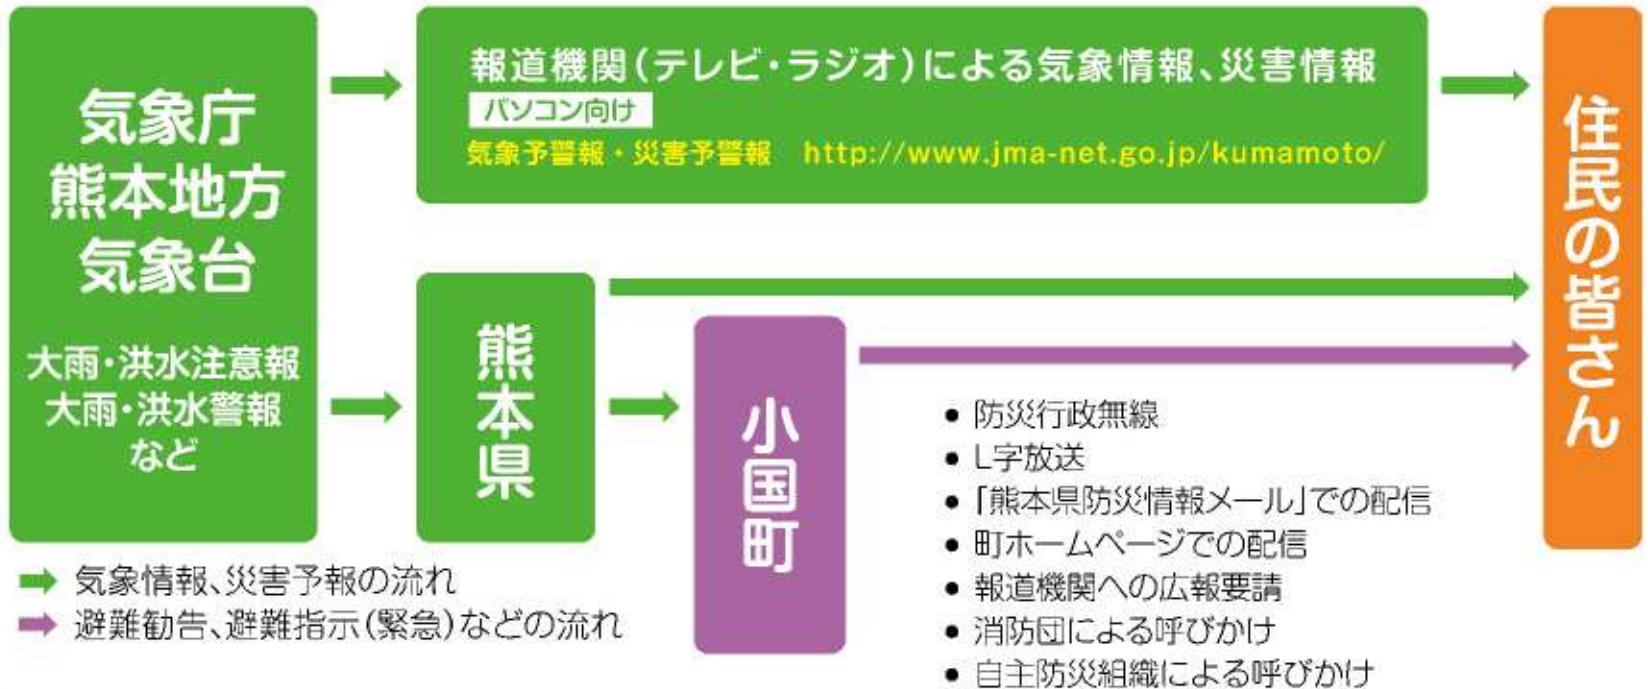 気象庁
熊本地方
気象台
大雨・洪水注意報
大雨・洪水警報
など
報道機関(テレビ・ラジオ)による気象情報、災害情報
パソコン向け
気象予警報・災害予警報 http://www.jma-net.go.jp/kumamoto/
熊本県
小国町
住民の皆さん
● 防災行政無線
● L字放送
● 「熊本県防災情報メール」での配信
● 町ホームページでの配信
● 報道機関への広報要請
● 消防団による呼びかけ
● 自主防災組織による呼びかけ
気象情報、災害予報の流れ
避難勧告、避難指示(緊急)などの流れ